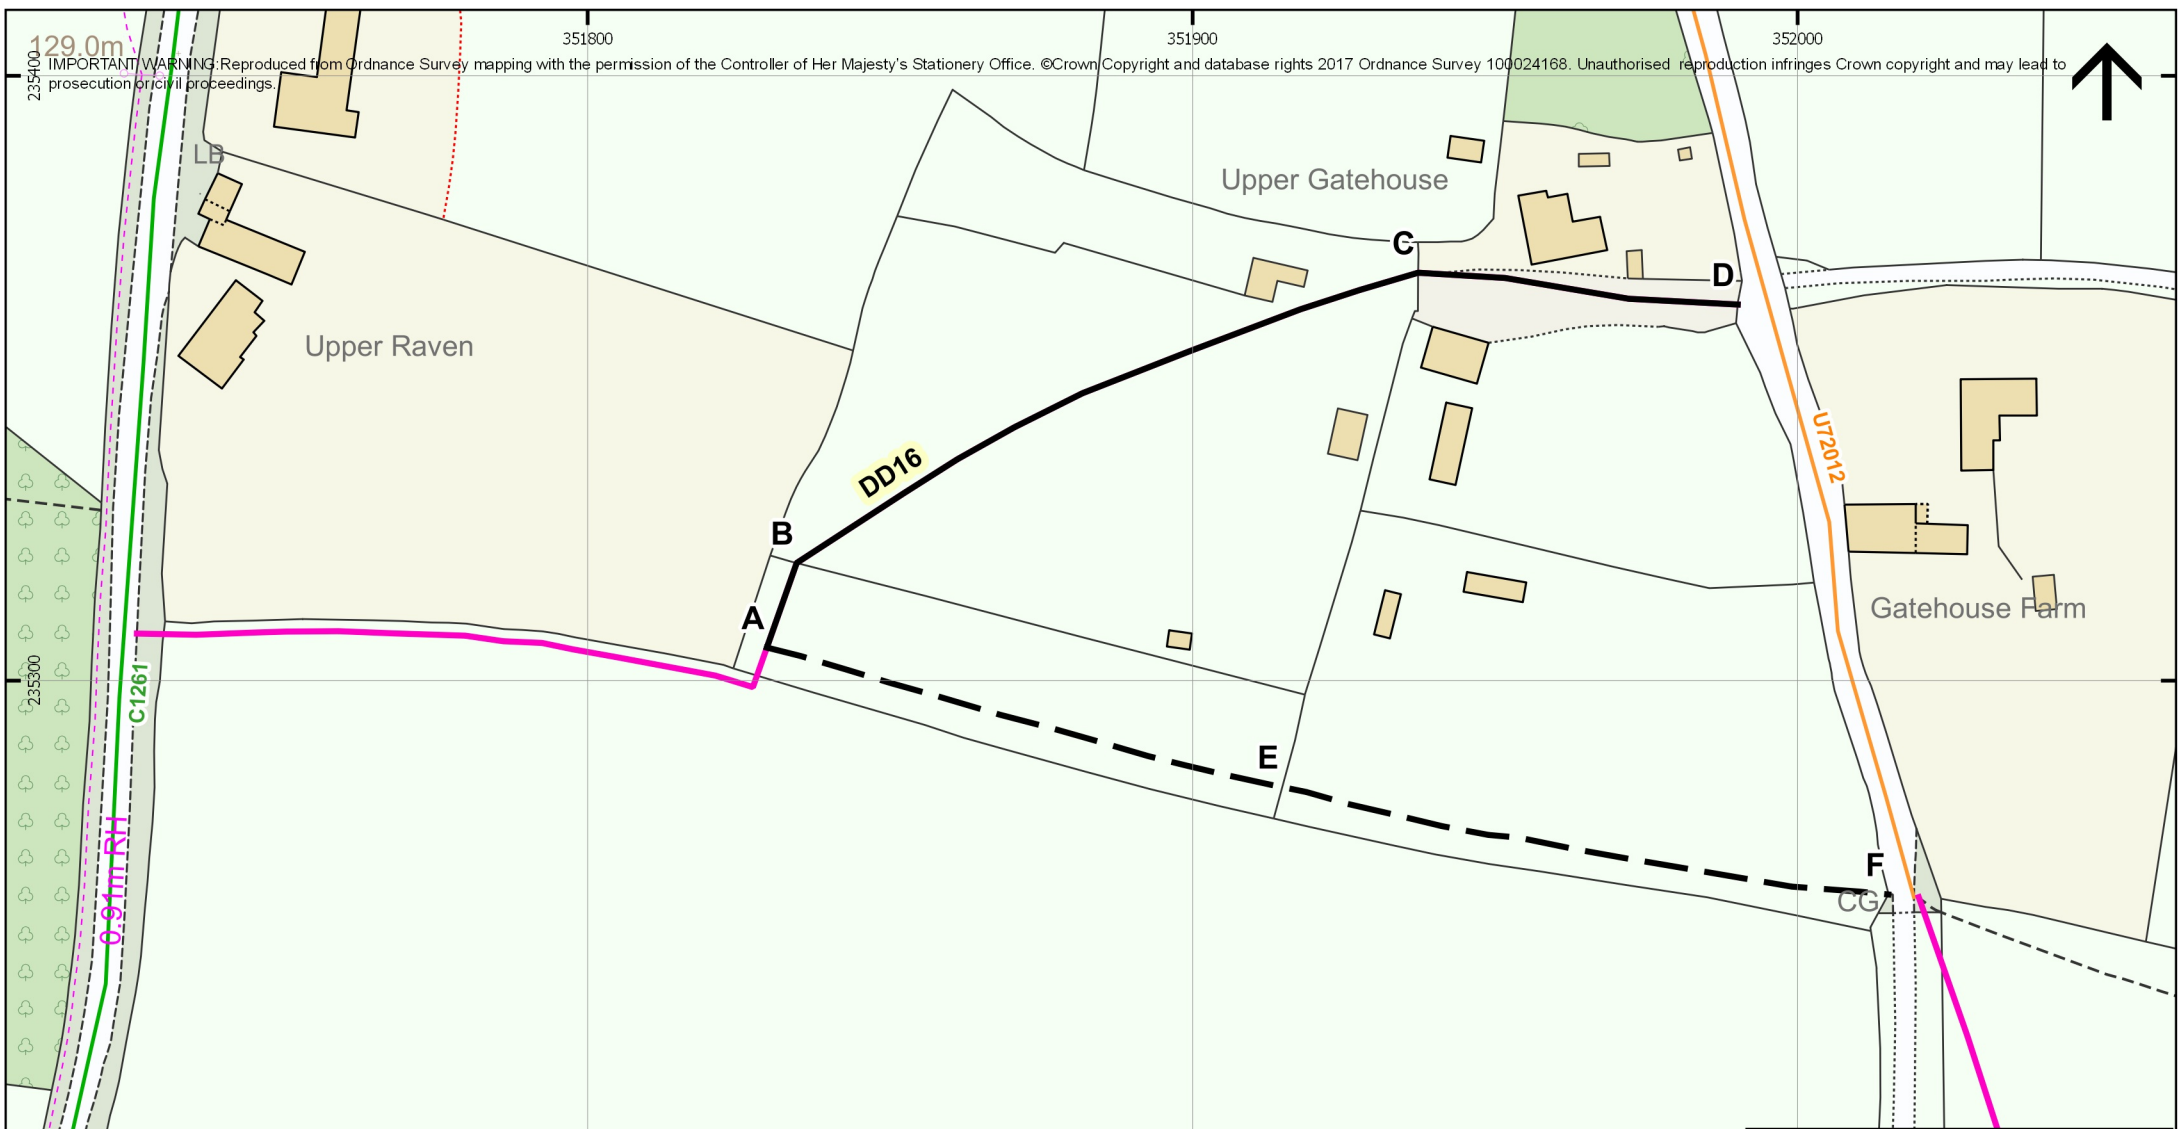 351800
351900
352000
129.0m
235400
IMPORTANT WARNING:Reproduced from Ordnance Survey mapping with the permission of the Controller of Her Majesty's Stationery Office. ©Crown Copyright and database rights 2017 Ordnance Survey 100024168. Unauthorised reproduction infringes Crown copyright and may lead to
prosecution or civil proceedings.
LB
Upper Gatehouse
C
D
Upper Raven
U72012
DD16
B
A
Gatehouse Farm
235300
C1261
E
0.91m RH
F
CG